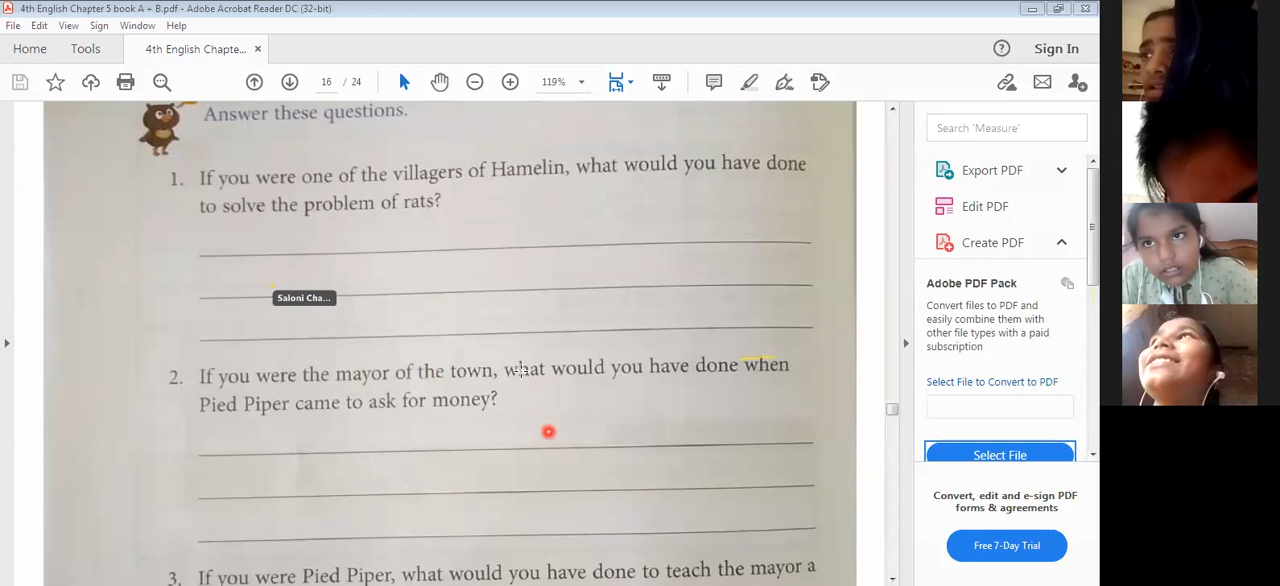 4th English Chapter 5 book A + B.pdf - Adobe Acrobat Reader DC (32-bit)
File Edit View Sign Window Help
Home Tools 4th English Chapte... × Sign In
16 / 24 119%
Answer these questions.
1. If you were one of the villagers of Hamelin, what would you have done
to solve the problem of rats?
Saloni Cha...
2. If you were the mayor of the town, what would you have done when
Pied Piper came to ask for money?
3. If you were Pied Piper, what would you have done to teach the mayor a
Search 'Measure'
Export PDF
Edit PDF
Create PDF
Adobe PDF Pack
Convert files to PDF and
easily combine them with
other file types with a paid
subscription
Select File to Convert to PDF
Select File
Convert, edit and e-sign PDF
forms & agreements
Free 7-Day Trial